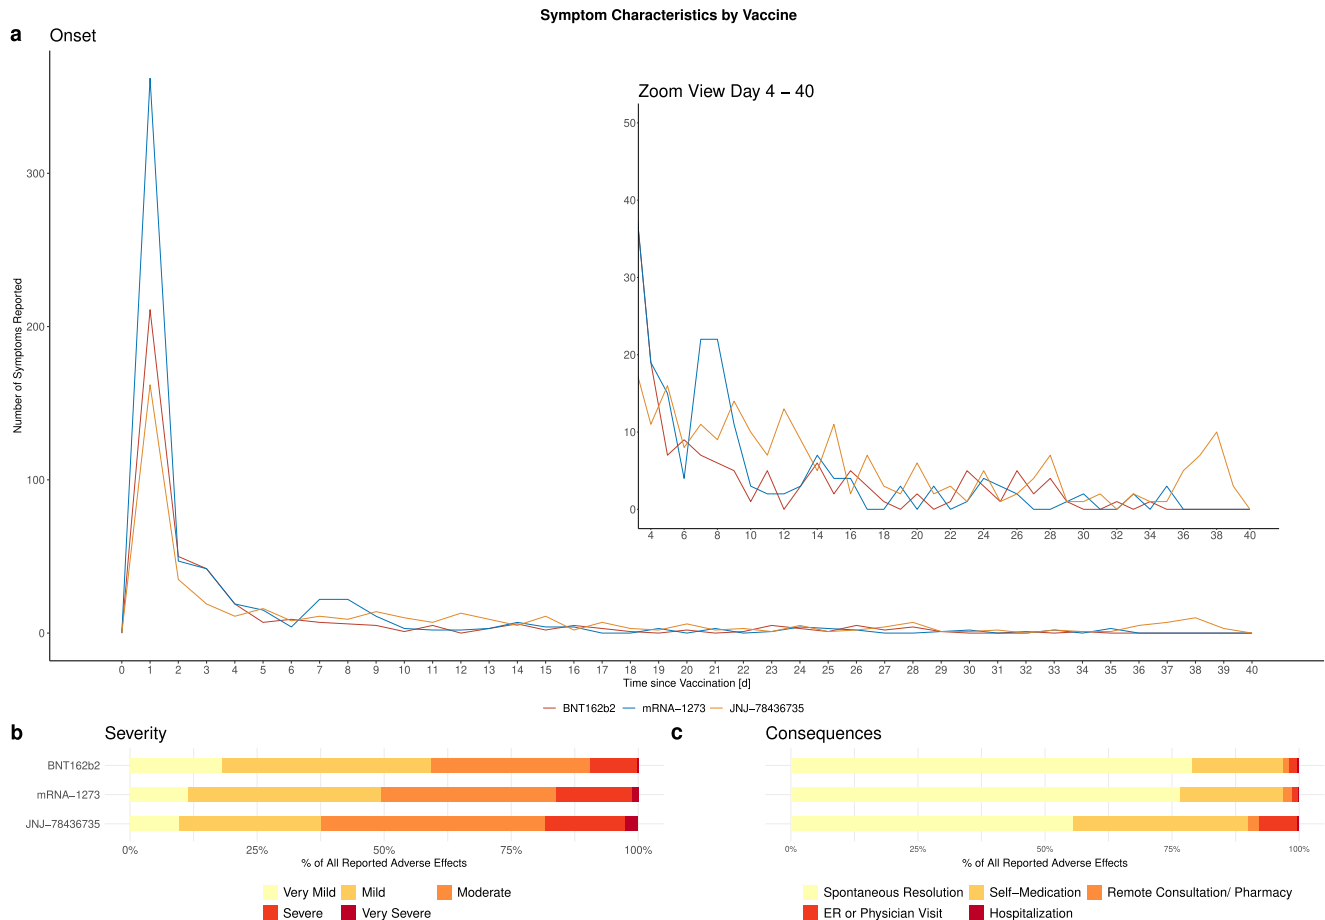 Symptom Characteristics by Vaccine
a Onset
Zoom View Day 4 – 40
50
40
30
20
10
0
4 6 8 10 12 14 16 18 20 22 24 26 28 30 32 34 36 38 40
Number of Symptoms Reported
300
200
100
0
0 1 2 3 4 5 6 7 8 9 10 11 12 13 14 15 16 17 18 19 20 21 22 23 24 25 26 27 28 29 30 31 32 33 34 35 36 37 38 39 40
Time since Vaccination [d]
BNT162b2 mRNA–1273 JNJ–78436735
b Severity
BNT162b2
mRNA–1273
JNJ–78436735
0% 25% 50% 75% 100%
% of All Reported Adverse Effects
Very Mild Mild Moderate
Severe Very Severe
c Consequences
0% 25% 50% 75% 100%
% of All Reported Adverse Effects
Spontaneous Resolution Self–Medication Remote Consultation/ Pharmacy
ER or Physician Visit Hospitalization